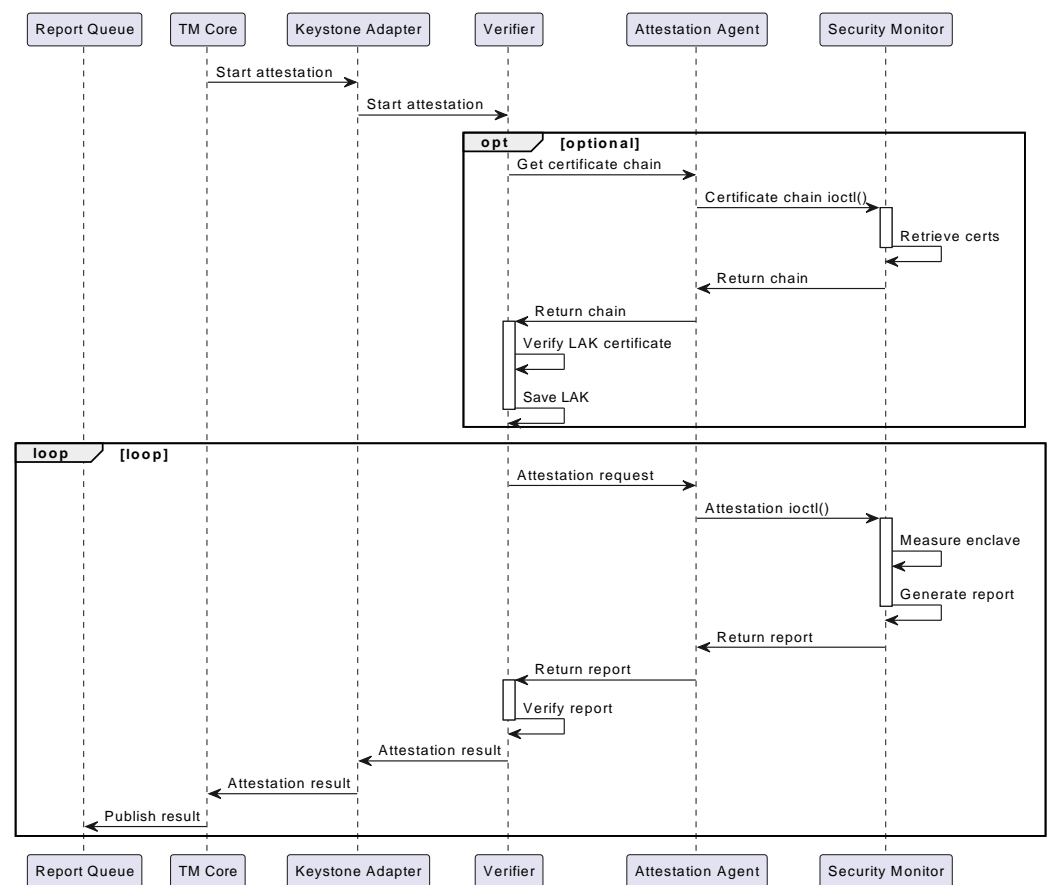 Report Queue
TM Core
Keystone Adapter
Verifier
Attestation Agent
Security Monitor
Start attestation
Start attestation
opt
[optional]
Get certificate chain
Certificate chain ioctl()
Retrieve certs
Return chain
Return chain
Verify LAK certificate
Save LAK
loop
[loop]
Attestation request
Attestation ioctl()
Measure enclave
Generate report
Return report
Return report
Verify report
Attestation result
Attestation result
Publish result
Report Queue
TM Core
Keystone Adapter
Verifier
Attestation Agent
Security Monitor